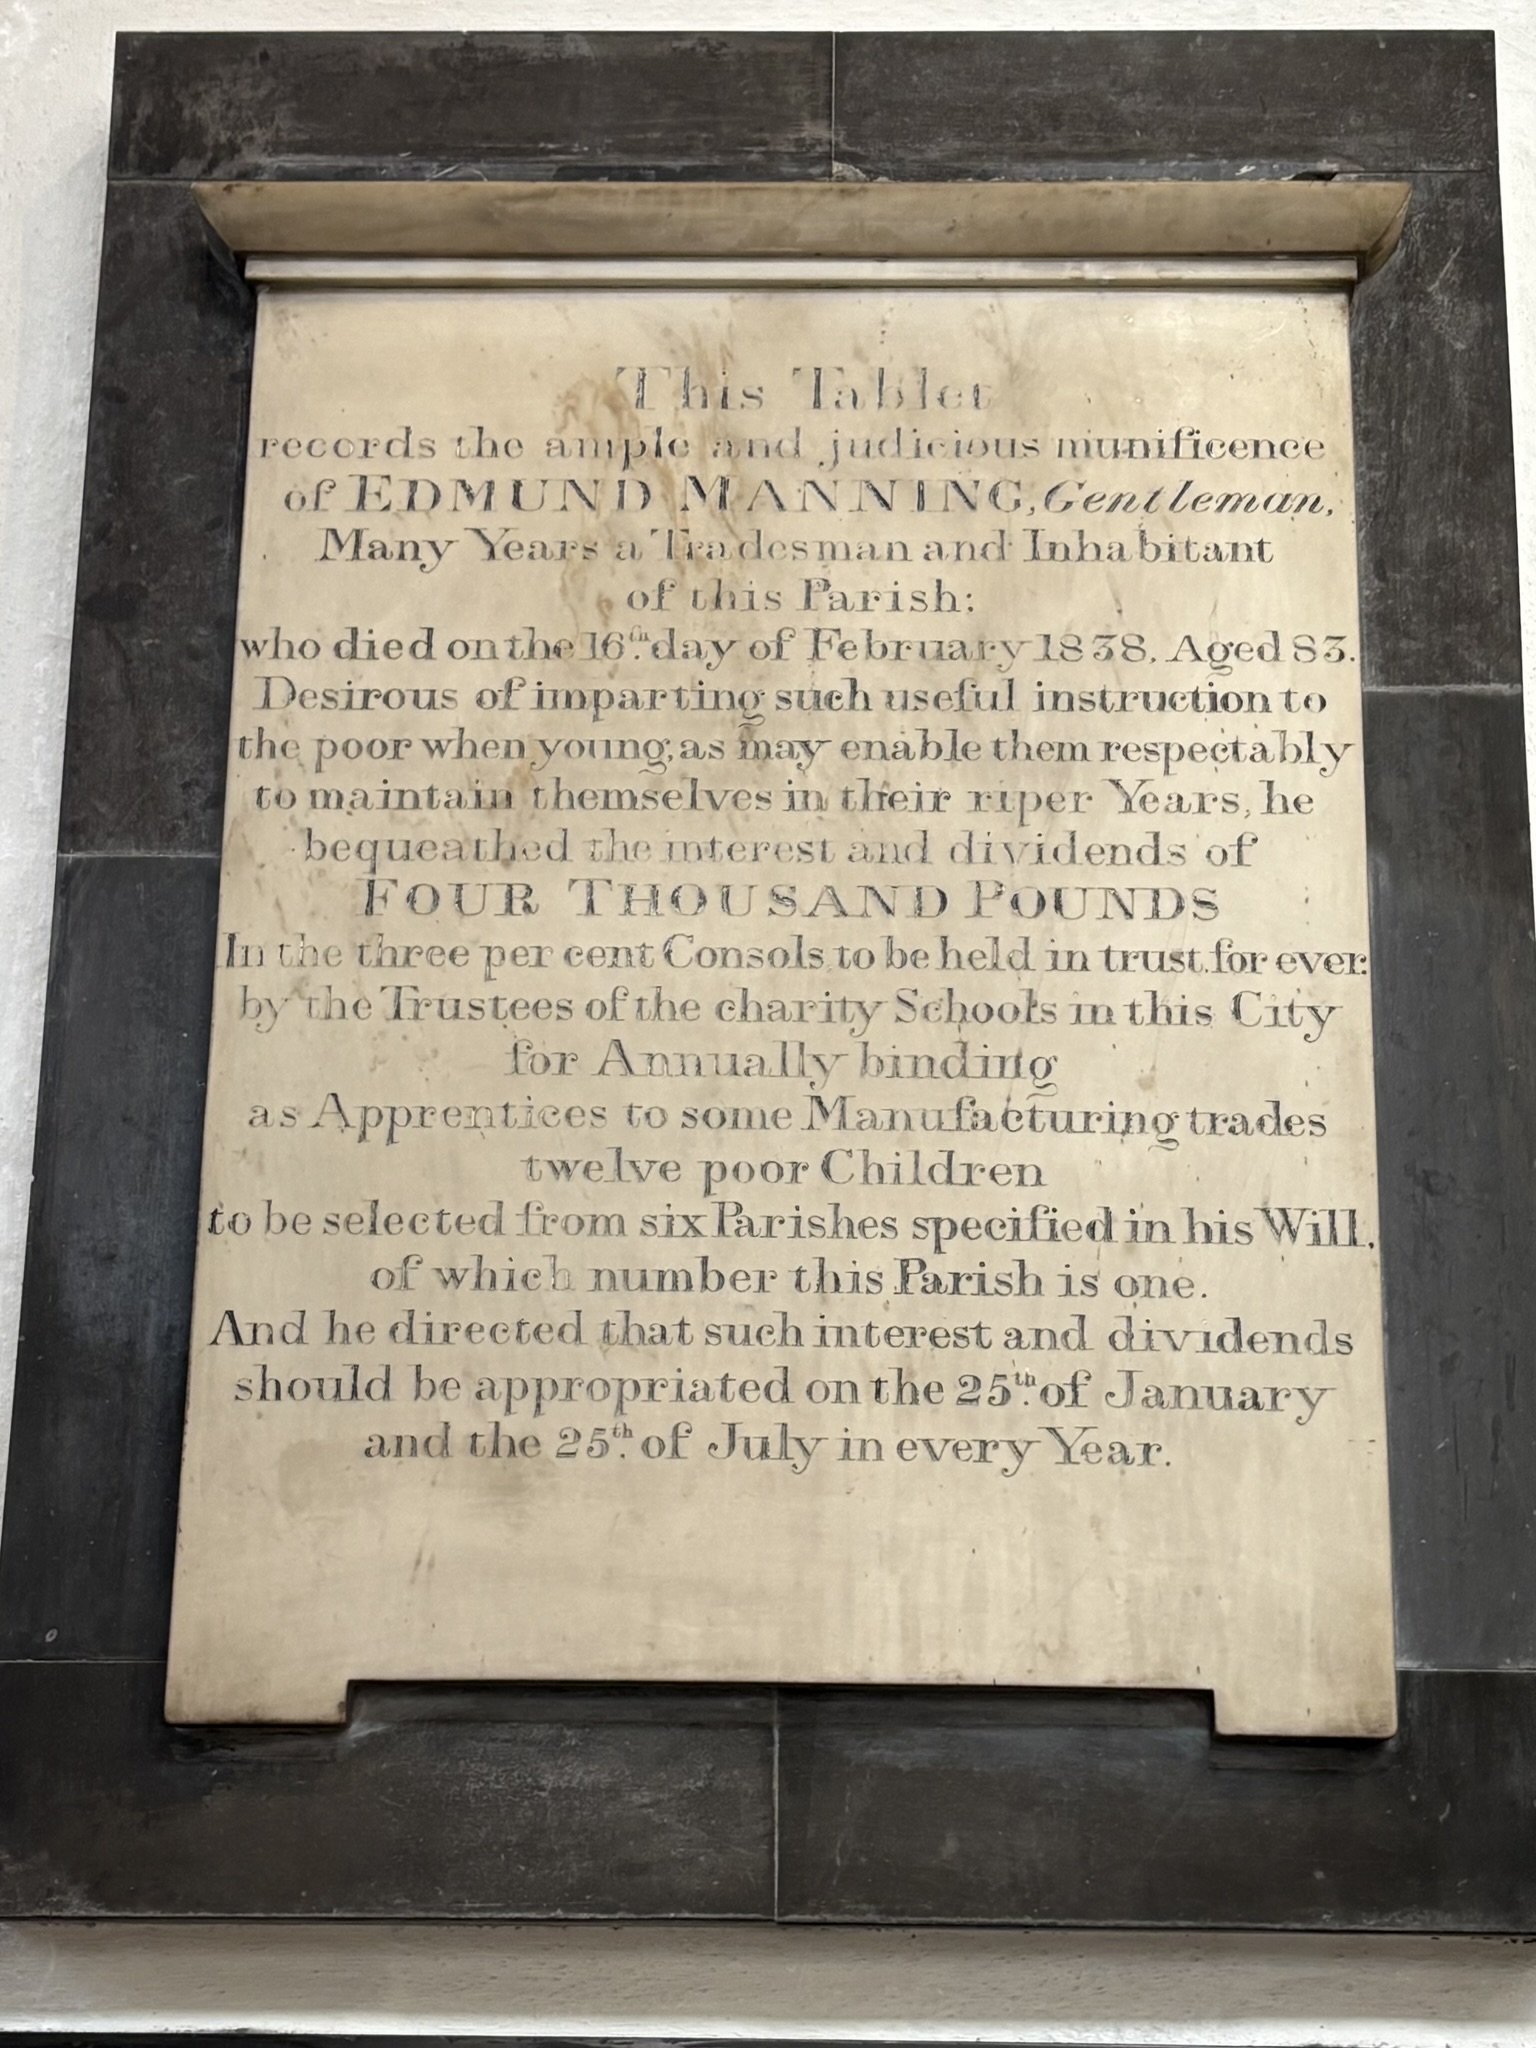 This Tablet
records the ample and judicious munificence
of EDMUND MANNING, Gentleman,
Many Years a Tradesman and Inhabitant
of this Parish:
who died on the 16th. day of February 1838, Aged 83.
Desirous of imparting such useful instruction to
the poor when young, as may enable them respectably
to maintain themselves in their riper Years, he
bequeathed the interest and dividends of
FOUR THOUSAND POUNDS
In the three per cent Consols, to be held in trust, for ever.
by the Trustees of the charity Schools in this City
for Annually binding
as Apprentices to some Manufacturing trades
twelve poor Children
to be selected from six Parishes specified in his Will,
of which number this Parish is one.
And he directed that such interest and dividends
should be appropriated on the 25th. of January
and the 25th. of July in every Year.